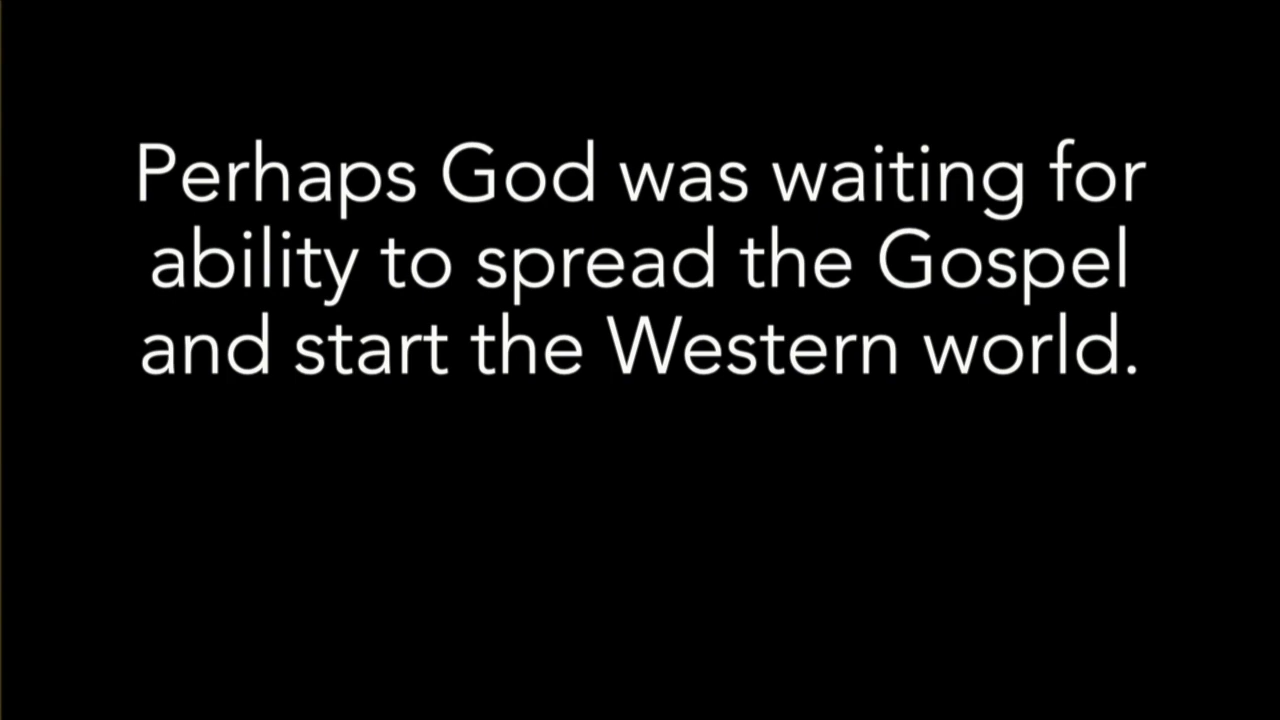 Perhaps God was waiting for
ability to spread the Gospel
and start the Western world.